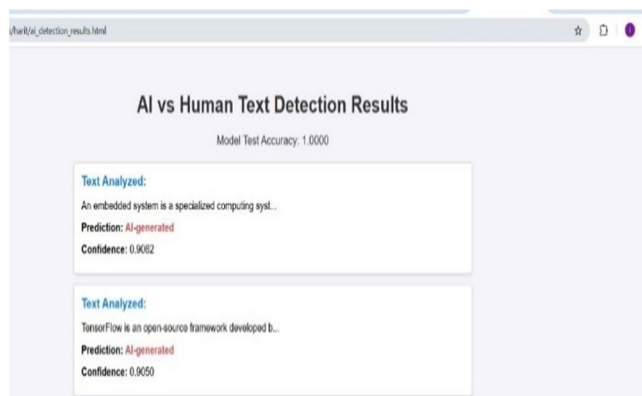 /harit/ai_detection_results.html
AI vs Human Text Detection Results
Model Test Accuracy: 1.0000
Text Analyzed:
An embedded system is a specialized computing syst...
Prediction: AI-generated
Confidence: 0.9062
Text Analyzed:
TensorFlow is an open-source framework developed b...
Prediction: AI-generated
Confidence: 0.9050